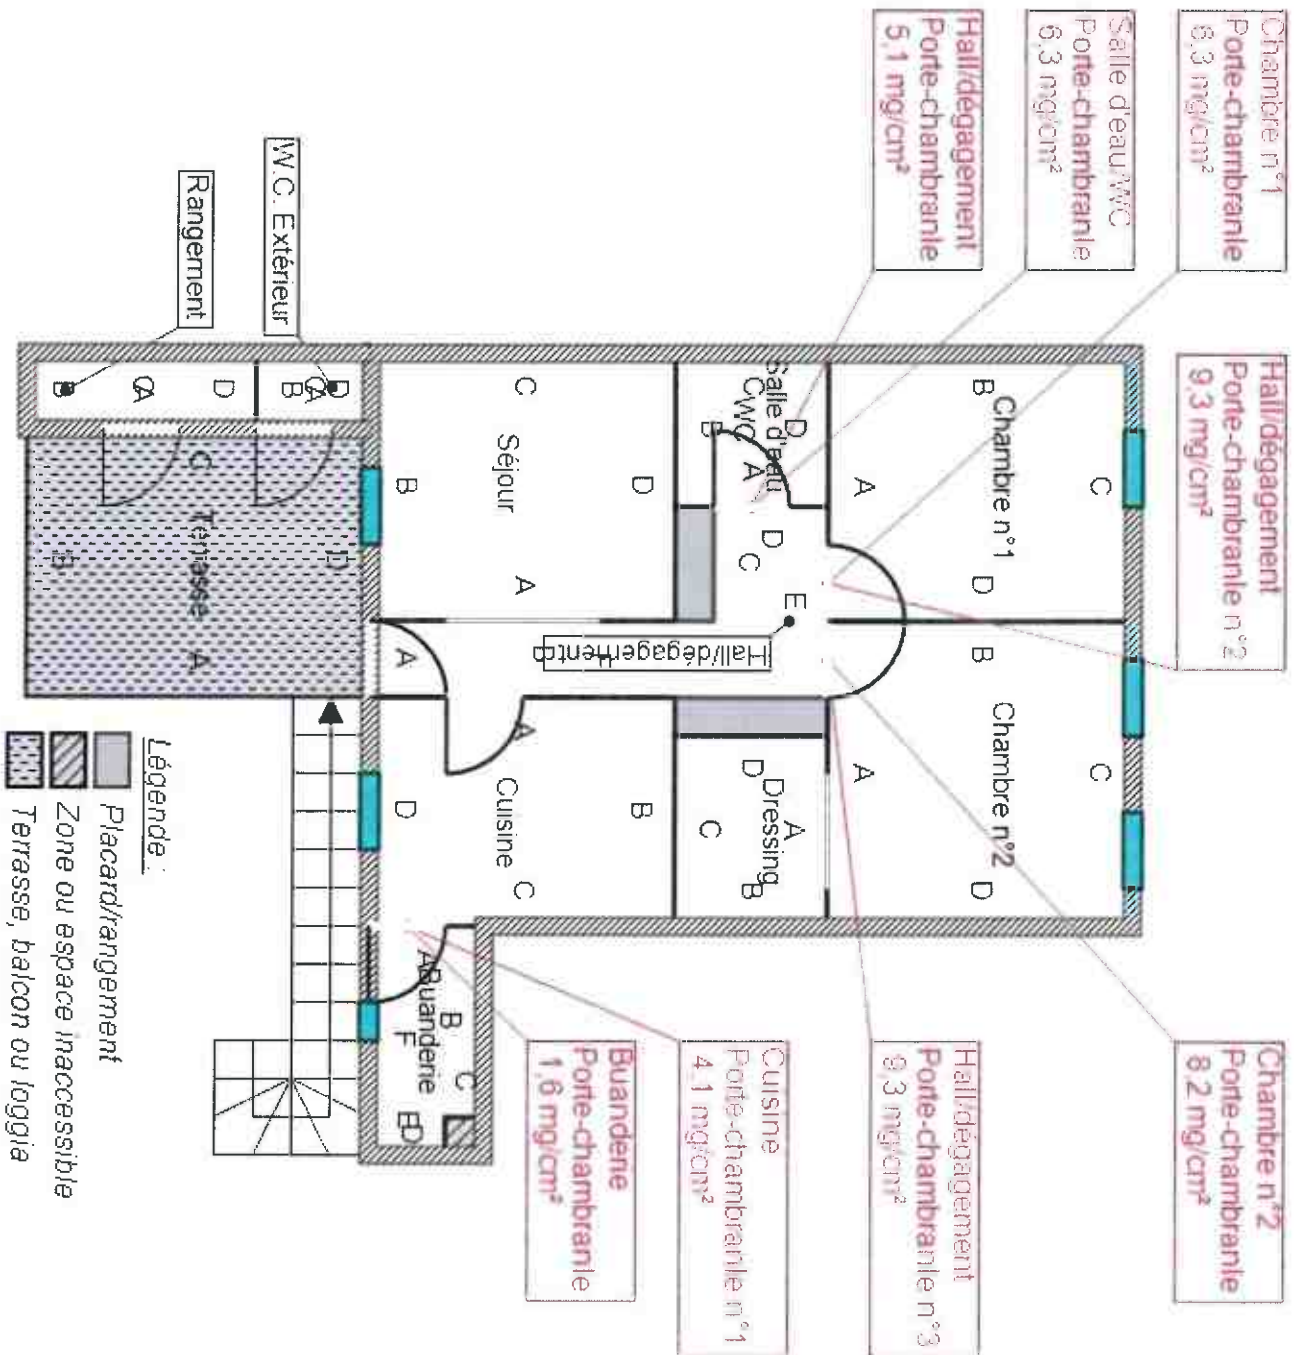 Chambre n°1
Porte-chambranle
6,3 mg/cm²
Salle d'eau/WC
Porte-chambranle
6,3 mg/cm²
Hall/dégagement
Porte-chambranle
5,1 mg/cm²
Hall/dégagement
Porte-chambranle n°2
9,3 mg/cm²
Chambre n°2
Porte-chambranle
8,2 mg/cm²
Hall/dégagement
Porte-chambranle n°3
9,3 mg/cm²
Cuisine
Porte-chambranle n°1
4,1 mg/cm²
Buanderie
Porte-chambranle
1,6 mg/cm²
W.C. Extérieur
Rangement
Chambre n°1
A
B
C
D
Chambre n°2
A
B
C
D
Salle d'eau
WC
A
B
C
D
Hall/dégagement
A
B
C
D
E
Dressing
A
B
C
D
Séjour
A
B
C
D
Cuisine
A
B
C
D
Buanderie
A
B
C
D
E
F
D
A
C
B
D
A
C
B
Terrasse
A
B
C
D
Légende :
Placard/rangement
Zone ou espace inaccessible
Terrasse, balcon ou loggia